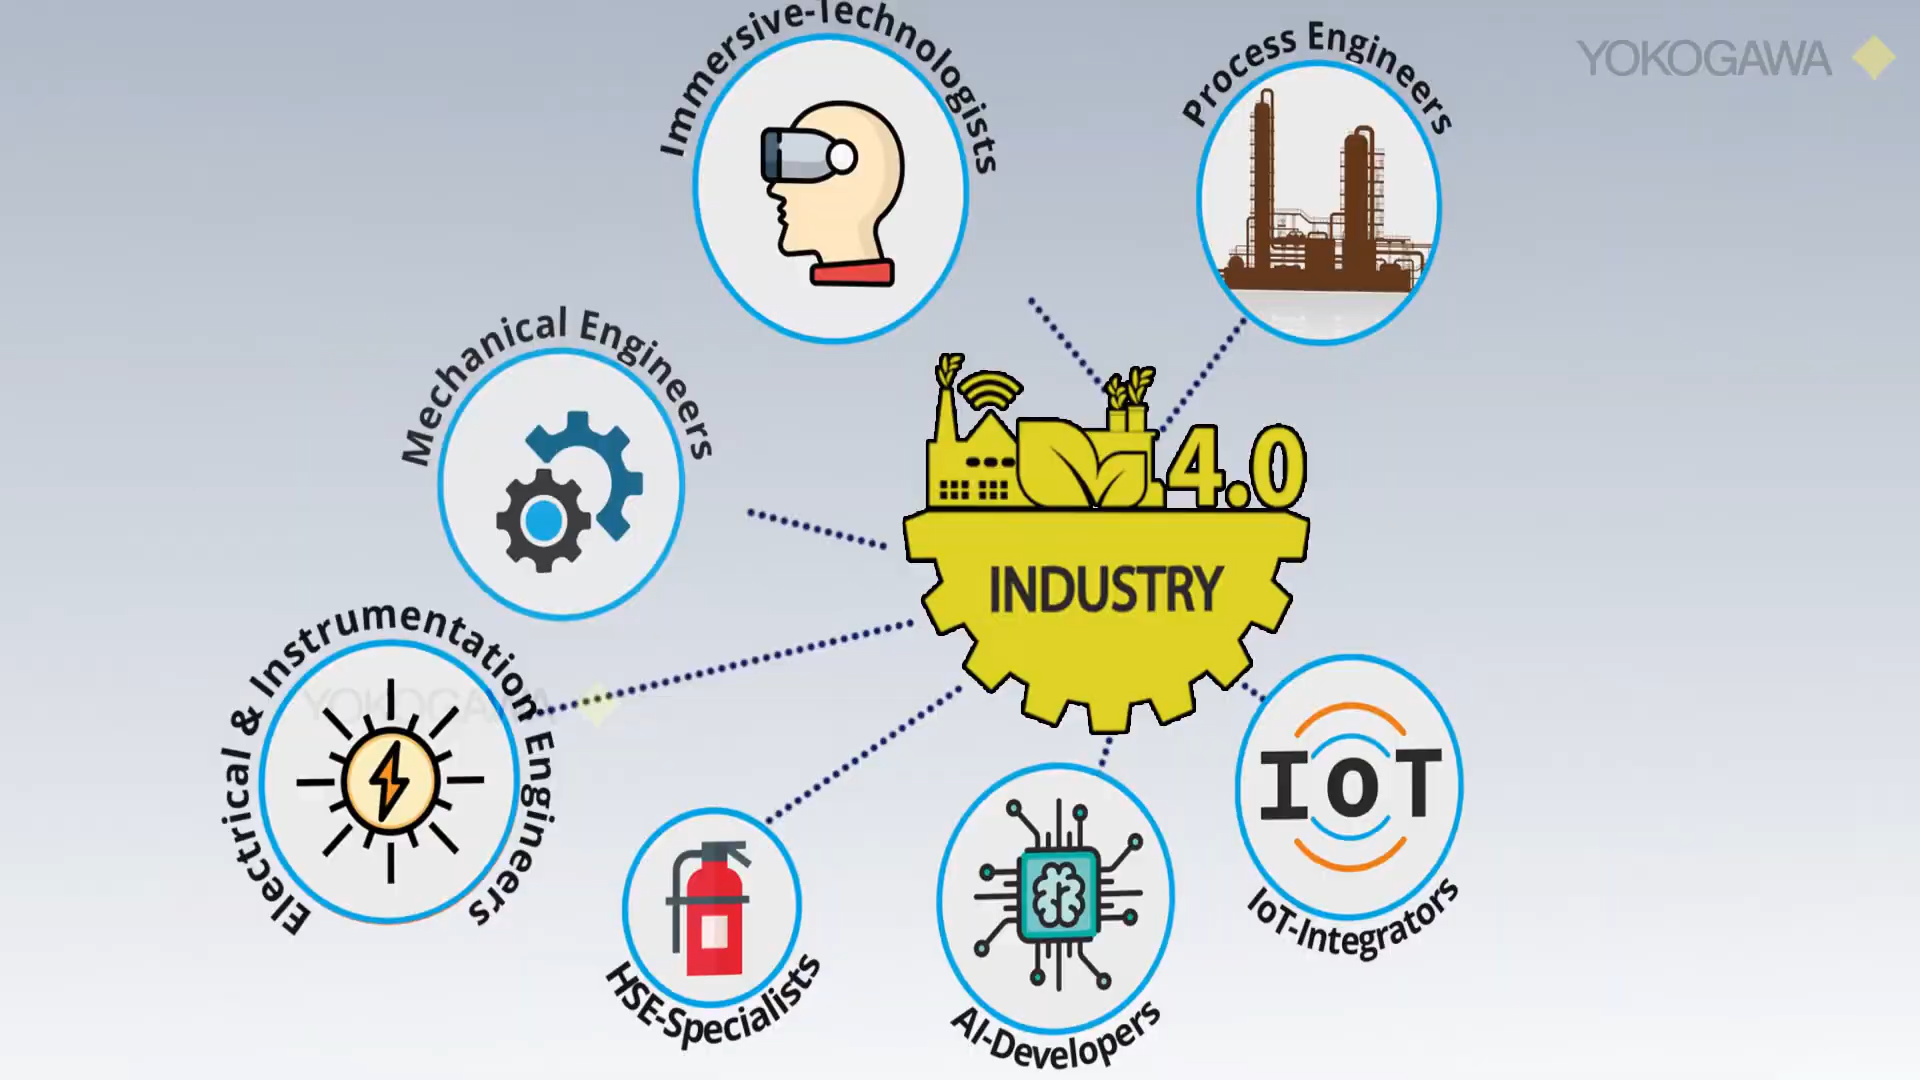 Immersive-Technologists
Process Engineers
YOKOGAWA
Mechanical Engineers
4.0
INDUSTRY
Electrical & Instrumentation Engineers
YOKOGAWA
IoT
IoT-Integrators
HSE-Specialists
AI-Developers